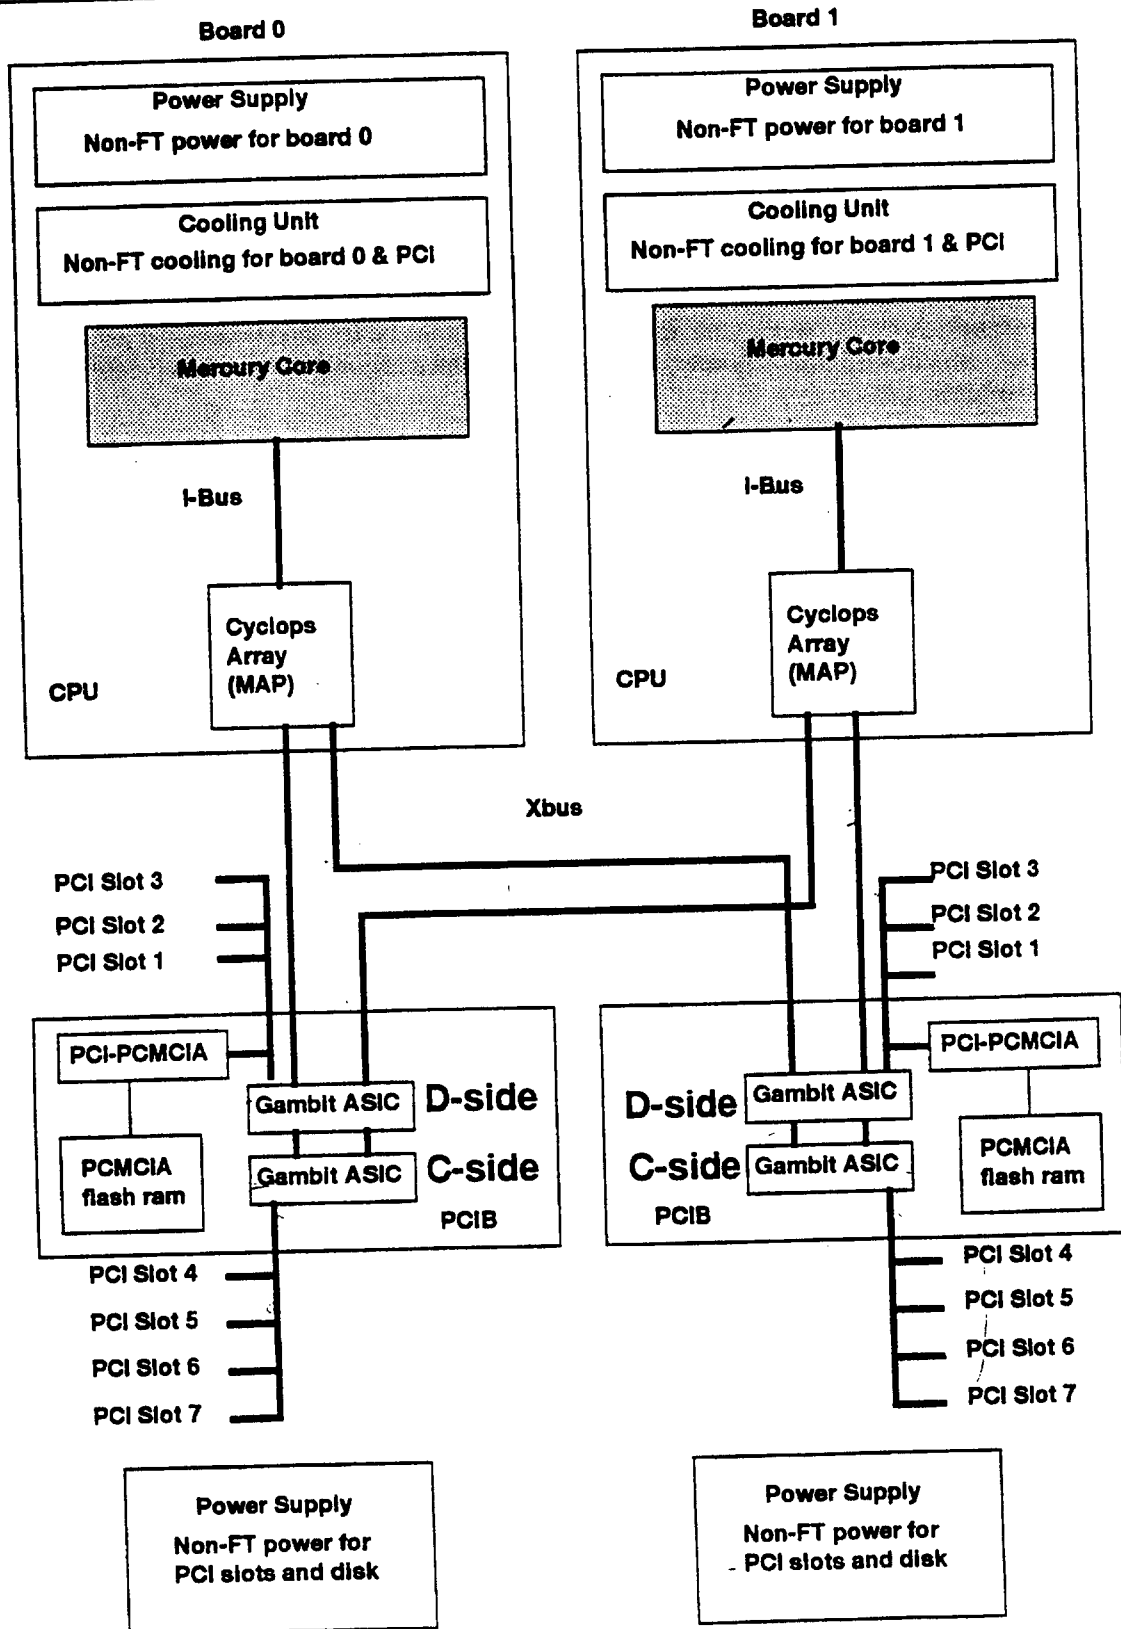 Board 0
Board 1
Power Supply
Non-FT power for board 0
Power Supply
Non-FT power for board 1
Cooling Unit
Non-FT cooling for board 0 & PCI
Cooling Unit
Non-FT cooling for board 1 & PCI
Mercury Core
Mercury Core
I-Bus
I-Bus
Cyclops
Array
(MAP)
CPU
Cyclops
Array
(MAP)
CPU
Xbus
PCI Slot 3
PCI Slot 2
PCI Slot 1
PCI Slot 3
PCI Slot 2
PCI Slot 1
PCI-PCMCIA
Gambit ASIC D-side
PCMCIA
flash ram
Gambit ASIC C-side
PCIB
PCI-PCMCIA
D-side Gambit ASIC
C-side Gambit ASIC
PCMCIA
flash ram
PCIB
PCI Slot 4
PCI Slot 5
PCI Slot 6
PCI Slot 7
PCI Slot 4
PCI Slot 5
PCI Slot 6
PCI Slot 7
Power Supply
Non-FT power for
PCI slots and disk
Power Supply
Non-FT power for
PCI slots and disk